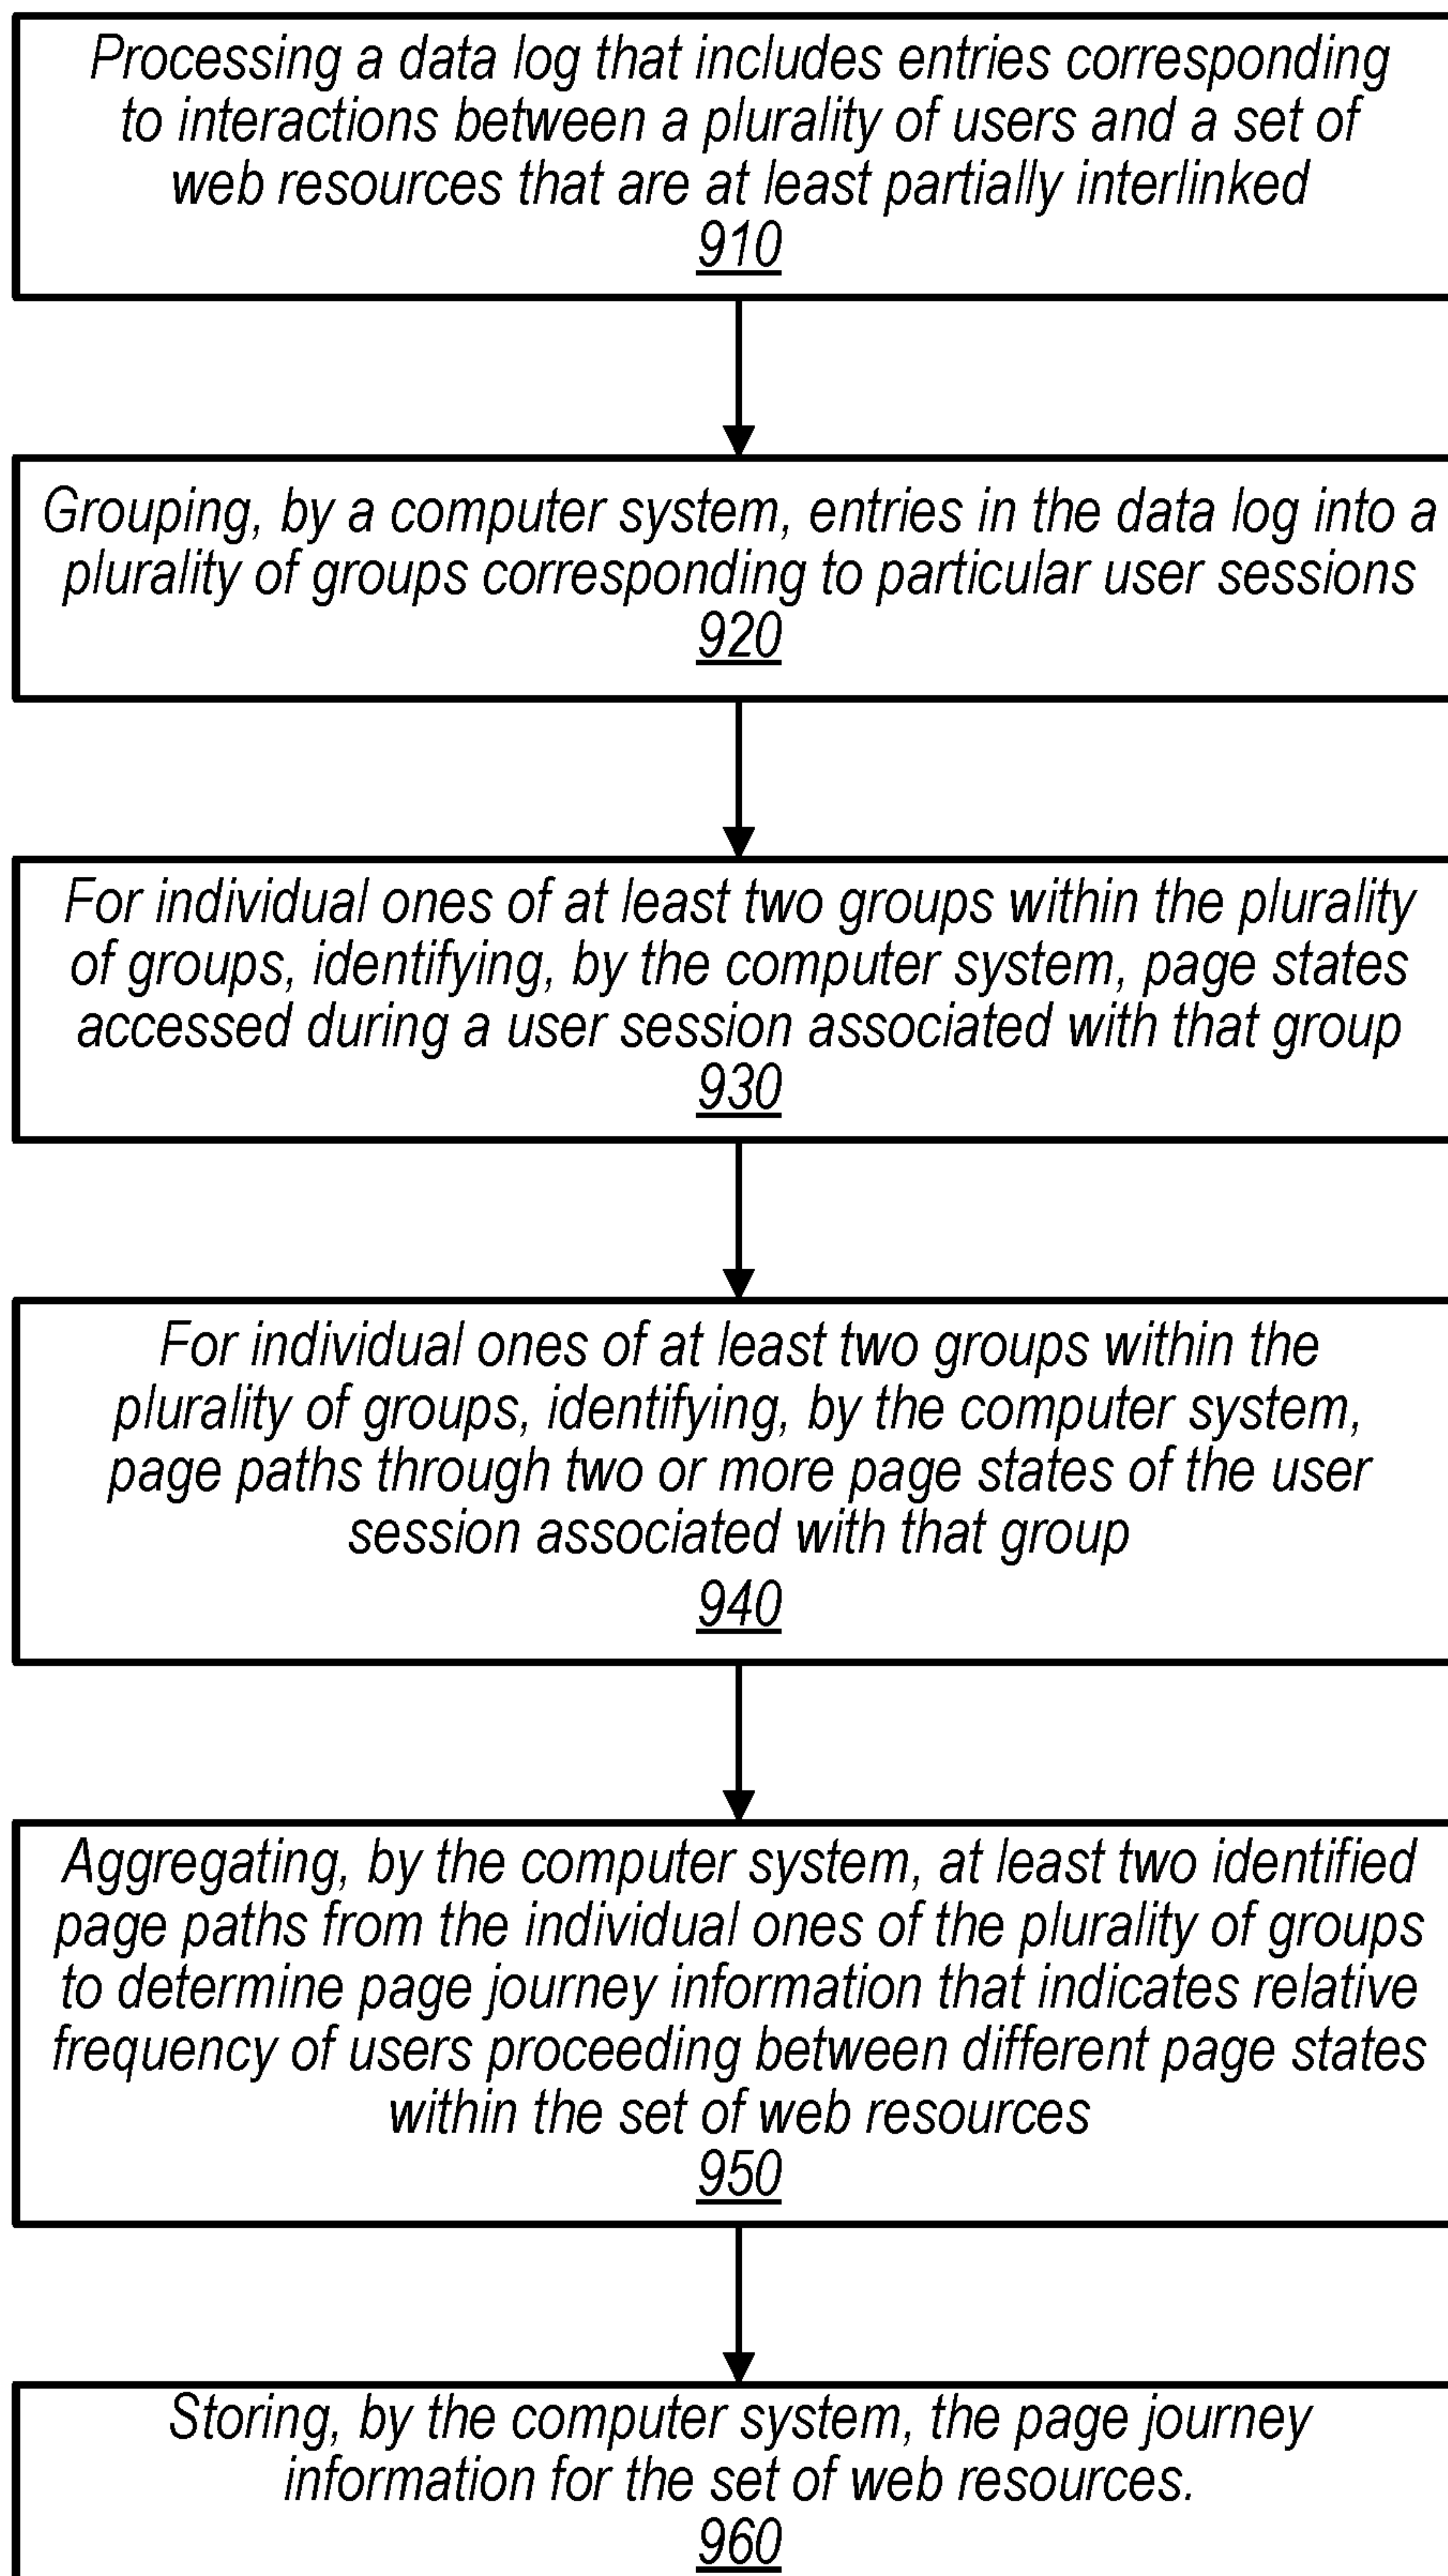 Processing a data log that includes entries corresponding
to interactions between a plurality of users and a set of
web resources that are at least partially interlinked
910
Grouping, by a computer system, entries in the data log into a
plurality of groups corresponding to particular user sessions
920
For individual ones of at least two groups within the plurality
of groups, identifying, by the computer system, page states
accessed during a user session associated with that group
930
For individual ones of at least two groups within the
plurality of groups, identifying, by the computer system,
page paths through two or more page states of the user
session associated with that group
940
Aggregating, by the computer system, at least two identified
page paths from the individual ones of the plurality of groups
to determine page journey information that indicates relative
frequency of users proceeding between different page states
within the set of web resources
950
Storing, by the computer system, the page journey
information for the set of web resources.
960